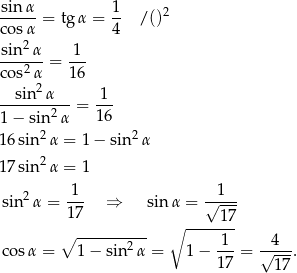 sin α / cos α = tg α = 1/4 /()²
sin² α / cos² α = 1/16
sin² α / (1 − sin² α) = 1/16
16 sin² α = 1 − sin² α
17 sin² α = 1
sin² α = 1/17 ⇒ sin α = 1/√17
cos α = √(1 − sin² α) = √(1 − 1/17) = 4/√17.